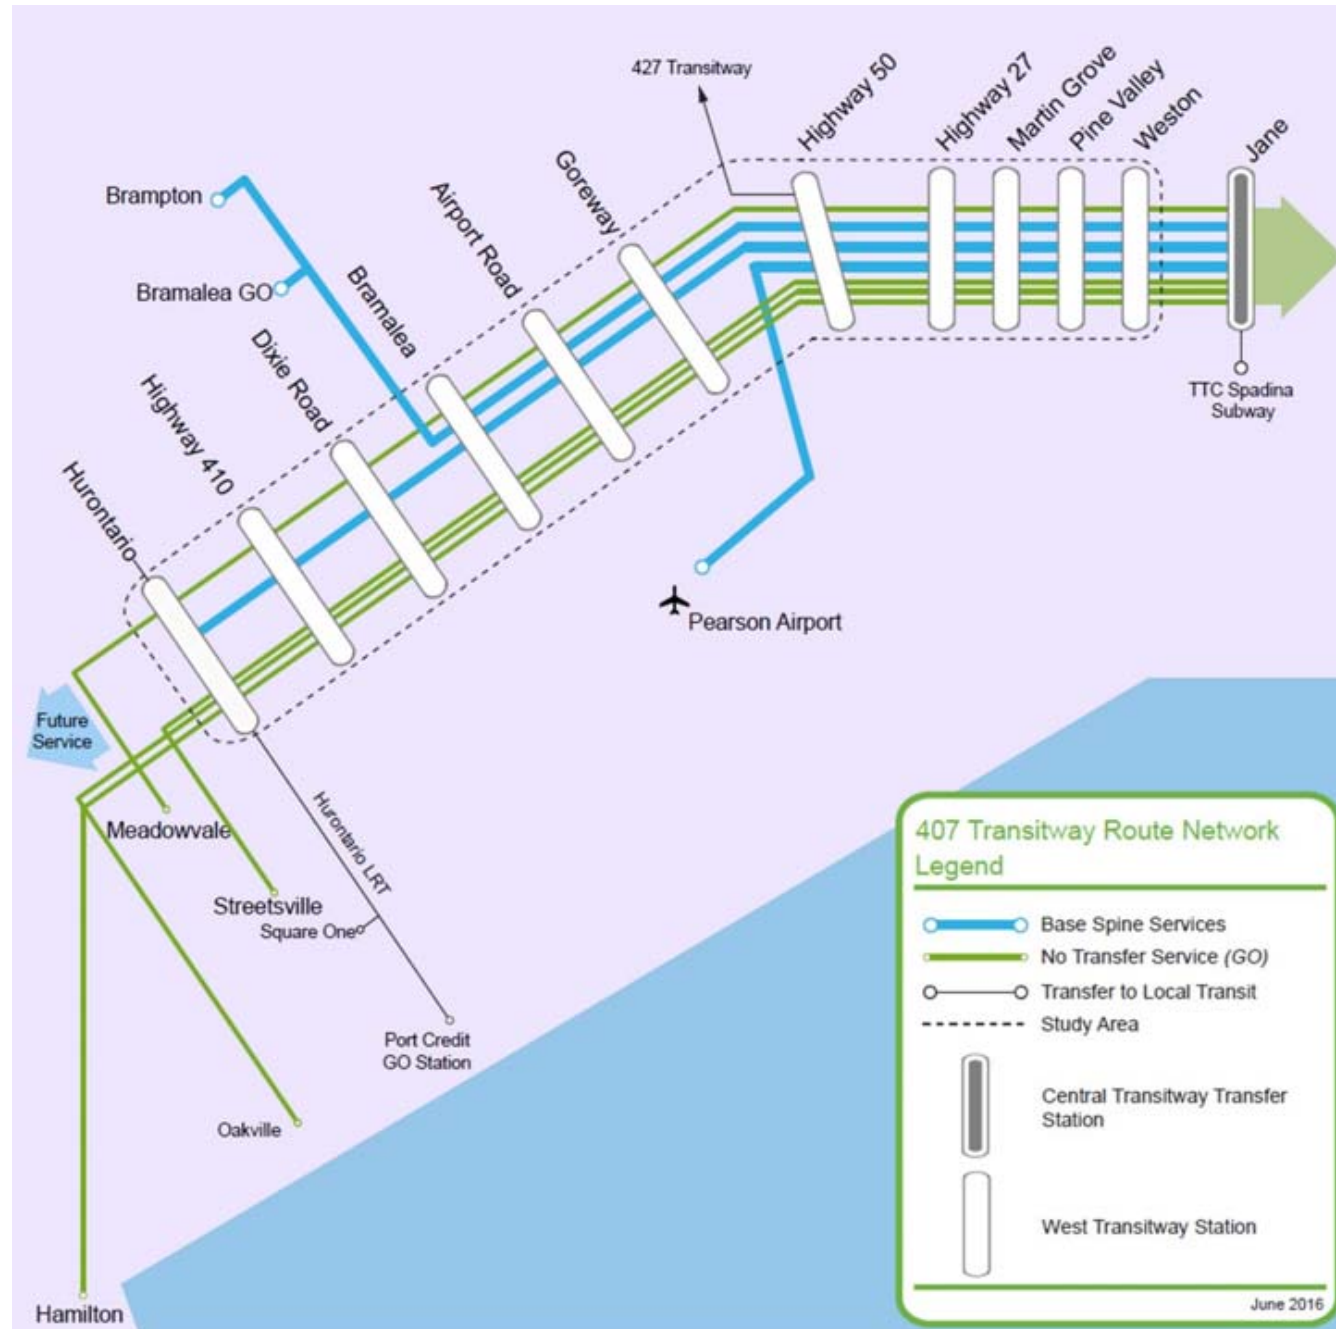 427 Transitway
Highway 50
Highway 27
Martin Grove
Pine Valley
Weston
Jane
Goreway
Airport Road
Bramalea
Dixie Road
Highway 410
Hurontario
Brampton
Bramalea GO
TTC Spadina
Subway
Pearson Airport
Future
Service
Meadowvale
Streetsville
Hurontario LRT
Square One
Port Credit
GO Station
Oakville
Hamilton
407 Transitway Route Network
Legend
Base Spine Services
No Transfer Service (GO)
Transfer to Local Transit
Study Area
Central Transitway Transfer
Station
West Transitway Station
June 2016